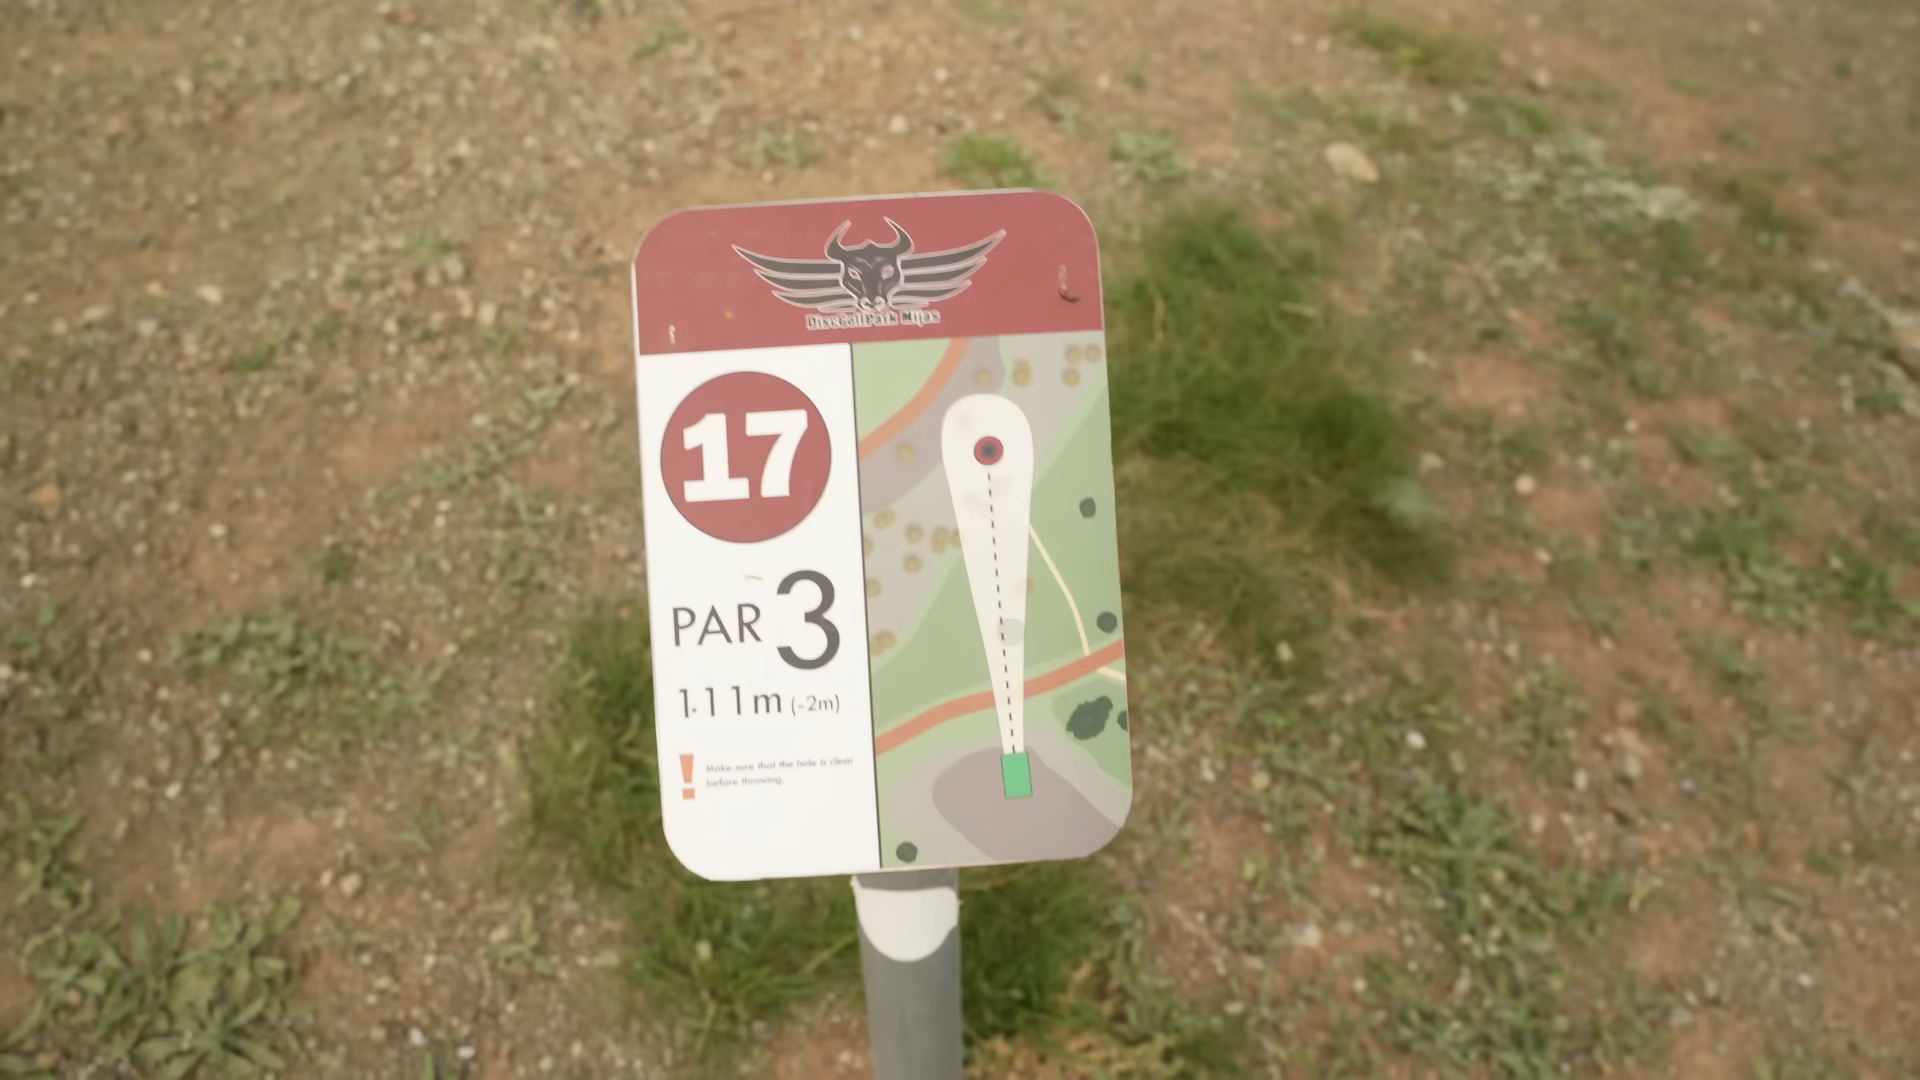 DiscGolfPark Mijas
17
PAR 3
111m (-2m)
! Make sure that the hole is clear
before throwing.